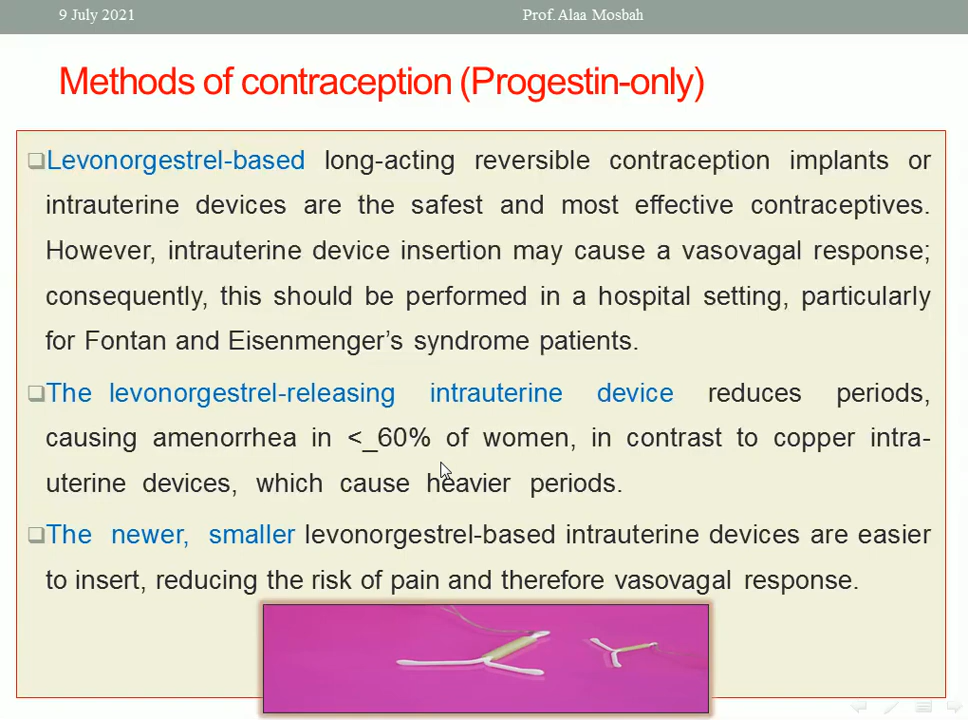 9 July 2021
Prof.Alaa Mosbah
Methods of contraception (Progestin-only)
Levonorgestrel-based long-acting reversible contraception implants or
intrauterine devices are the safest and most effective contraceptives.
However, intrauterine device insertion may cause a vasovagal response;
consequently, this should be performed in a hospital setting, particularly
for Fontan and Eisenmenger’s syndrome patients.
The levonorgestrel-releasing intrauterine device reduces periods,
causing amenorrhea in <_60% of women, in contrast to copper intra-
uterine devices, which cause heavier periods.
The newer, smaller levonorgestrel-based intrauterine devices are easier
to insert, reducing the risk of pain and therefore vasovagal response.